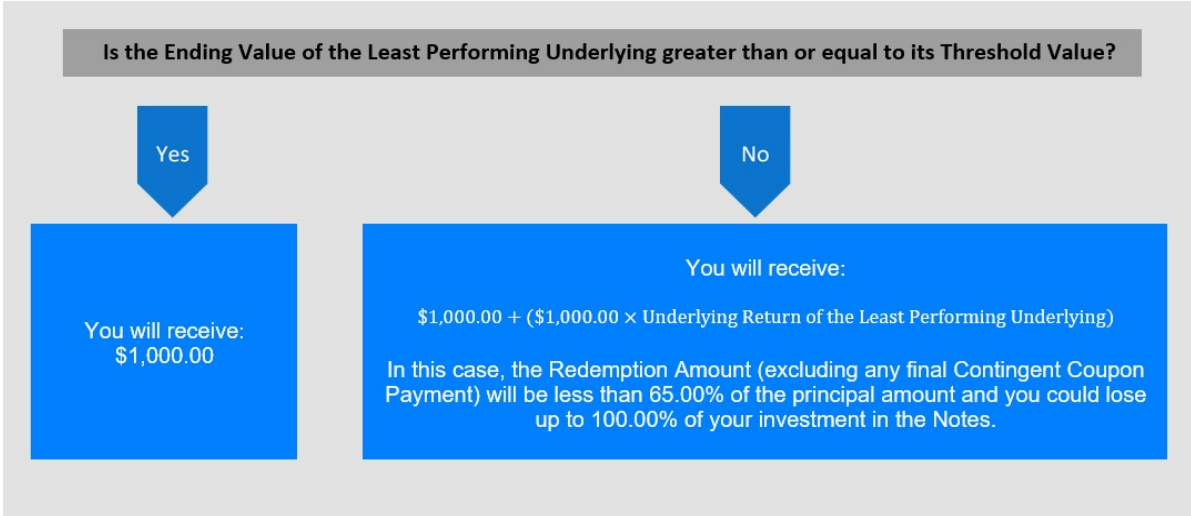 Is the Ending Value of the Least Performing Underlying greater than or equal to its Threshold Value?
Yes
No
You will receive:
$1,000.00
You will receive:
$1,000.00 + ($1,000.00 × Underlying Return of the Least Performing Underlying)
In this case, the Redemption Amount (excluding any final Contingent Coupon
Payment) will be less than 65.00% of the principal amount and you could lose
up to 100.00% of your investment in the Notes.